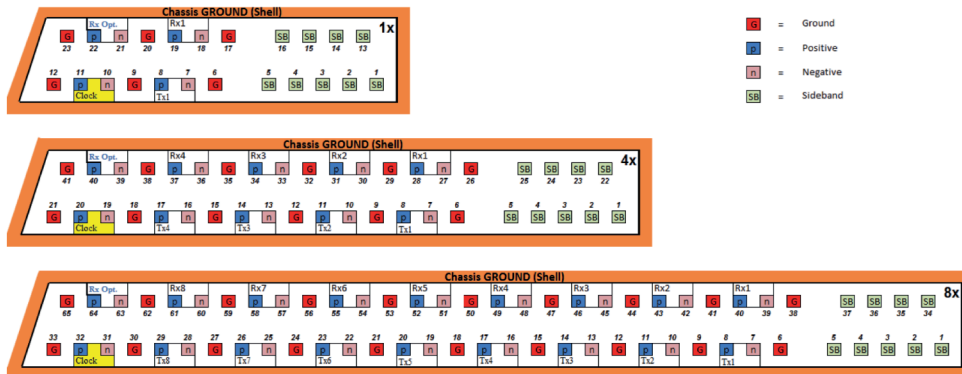 Chassis GROUND (Shell)
1x
Rx Opt. Rx1
G p n G p n G SB SB SB SB
23 22 21 20 19 18 17 16 15 14 13
12 11 10 9 8 7 6 5 4 3 2 1
G p n G p n G SB SB SB SB SB
Clock Tx1
G = Ground
p = Positive
n = Negative
SB = Sideband
Chassis GROUND (Shell)
4x
Rx Opt. Rx4 Rx3 Rx2 Rx1
G p n G p n G p n G p n G p n G SB SB SB SB
41 40 39 38 37 36 35 34 33 32 31 30 29 28 27 26 25 24 23 22
21 20 19 18 17 16 15 14 13 12 11 10 9 8 7 6 5 4 3 2 1
G p n G p n G p n G p n G p n G SB SB SB SB SB
Clock Tx4 Tx3 Tx2 Tx1
Chassis GROUND (Shell)
8x
Rx Opt. Rx8 Rx7 Rx6 Rx5 Rx4 Rx3 Rx2 Rx1
G p n G p n G p n G p n G p n G p n G p n G p n G p n G SB SB SB SB
65 64 63 62 61 60 59 58 57 56 55 54 53 52 51 50 49 48 47 46 45 44 43 42 41 40 39 38 37 36 35 34
33 32 31 30 29 28 27 26 25 24 23 22 21 20 19 18 17 16 15 14 13 12 11 10 9 8 7 6 5 4 3 2 1
G p n G p n G p n G p n G p n G p n G p n G p n G p n G SB SB SB SB SB
Clock Tx8 Tx7 Tx6 Tx5 Tx4 Tx3 Tx2 Tx1